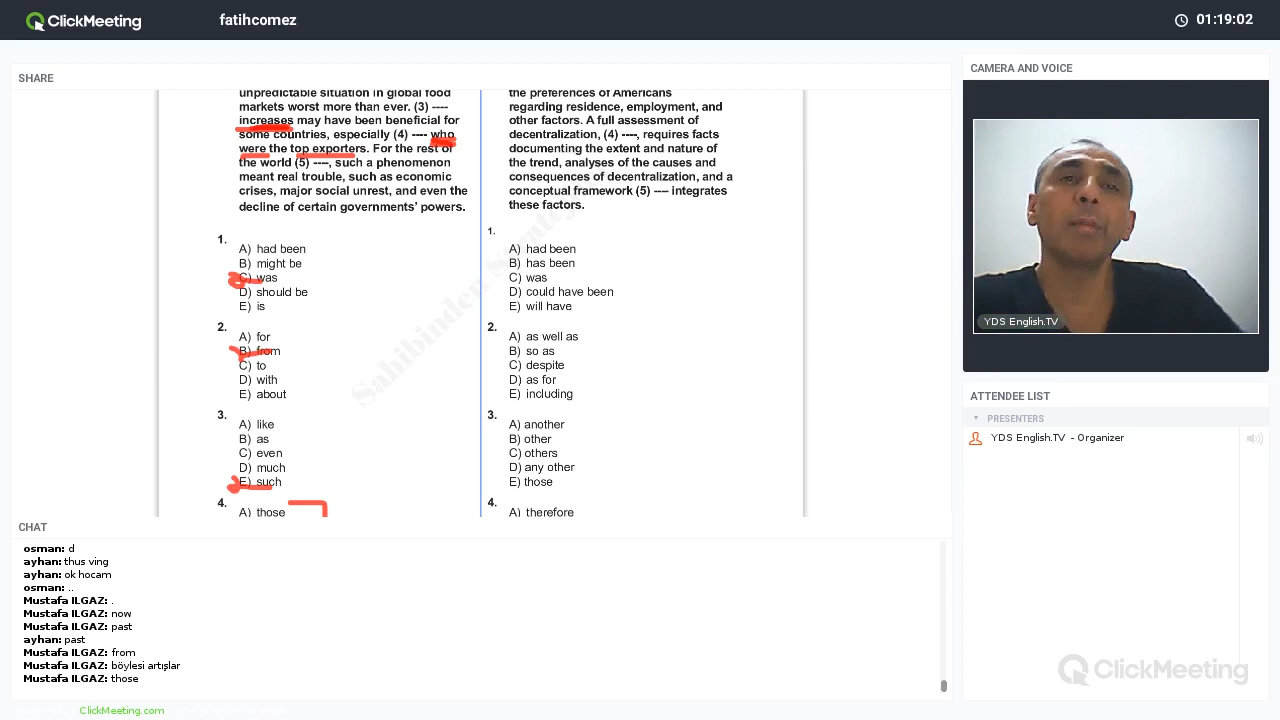 ClickMeeting
fatihcomez
01:19:02
SHARE
unpredictable situation in global food
markets worst more than ever. (3) ----
increases may have been beneficial for
some countries, especially (4) ---- who
were the top exporters. For the rest of
the world (5) ----, such a phenomenon
meant real trouble, such as economic
crises, major social unrest, and even the
decline of certain governments' powers.
1.
A) had been
B) might be
C) was
D) should be
E) is
2.
A) for
B) from
C) to
D) with
E) about
3.
A) like
B) as
C) even
D) much
E) such
4.
A) those
the preferences of Americans
regarding residence, employment, and
other factors. A full assessment of
decentralization, (4) ----, requires facts
documenting the extent and nature of
the trend, analyses of the causes and
consequences of decentralization, and a
conceptual framework (5) ---- integrates
these factors.
1.
A) had been
B) has been
C) was
D) could have been
E) will have
2.
A) as well as
B) so as
C) despite
D) as for
E) including
3.
A) another
B) other
C) others
D) any other
E) those
4.
A) therefore
Sahibinden
CAMERA AND VOICE
YDS English.TV
ATTENDEE LIST
PRESENTERS
YDS English.TV - Organizer
CHAT
osman: d
ayhan: thus ving
ayhan: ok hocam
osman: ..
Mustafa ILGAZ: .
Mustafa ILGAZ: now
Mustafa ILGAZ: past
ayhan: past
Mustafa ILGAZ: from
Mustafa ILGAZ: böylesi artışlar
Mustafa ILGAZ: those
ClickMeeting
ClickMeeting.com